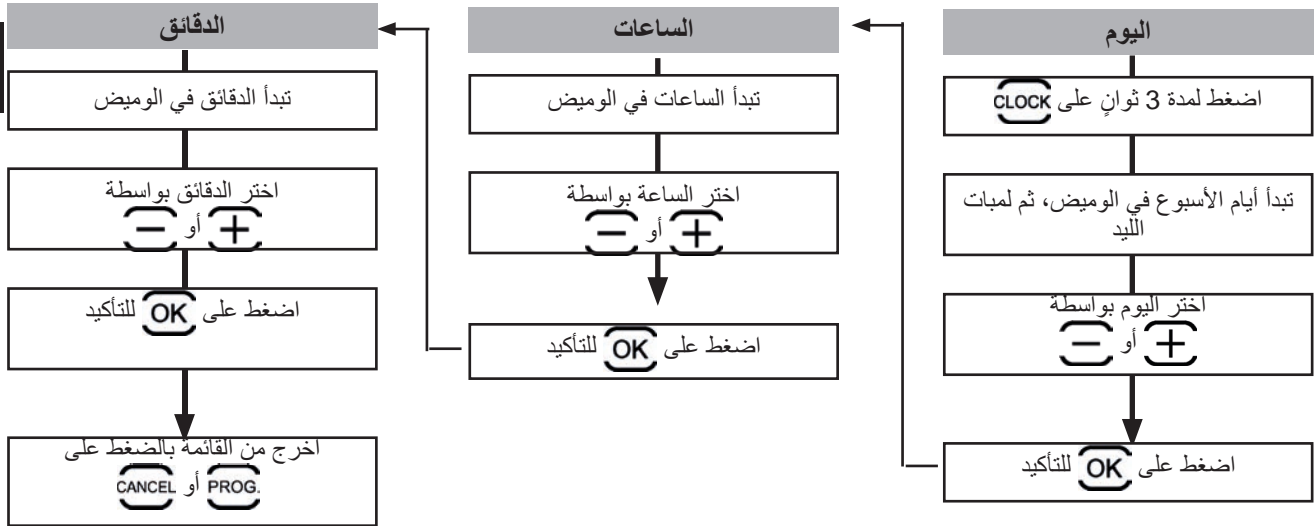 اليوم
اضغط لمدة 3 ثوانٍ على CLOCK
تبدأ أيام الأسبوع في الوميض، ثم لمبات
الليد
اختر اليوم بواسطة
+ أو −
اضغط على OK للتأكيد
الساعات
تبدأ الساعات في الوميض
اختر الساعة بواسطة
+ أو −
اضغط على OK للتأكيد
الدقائق
تبدأ الدقائق في الوميض
اختر الدقائق بواسطة
+ أو −
اضغط على OK للتأكيد
اخرج من القائمة بالضغط على
PROG. أو CANCEL